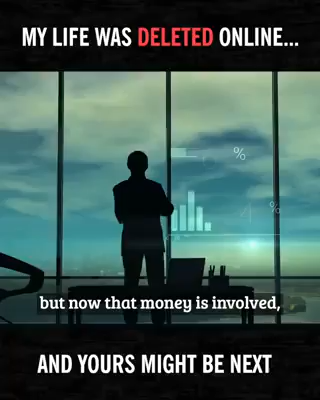 MY LIFE WAS DELETED ONLINE...
%
%
but now that money is involved,
AND YOURS MIGHT BE NEXT